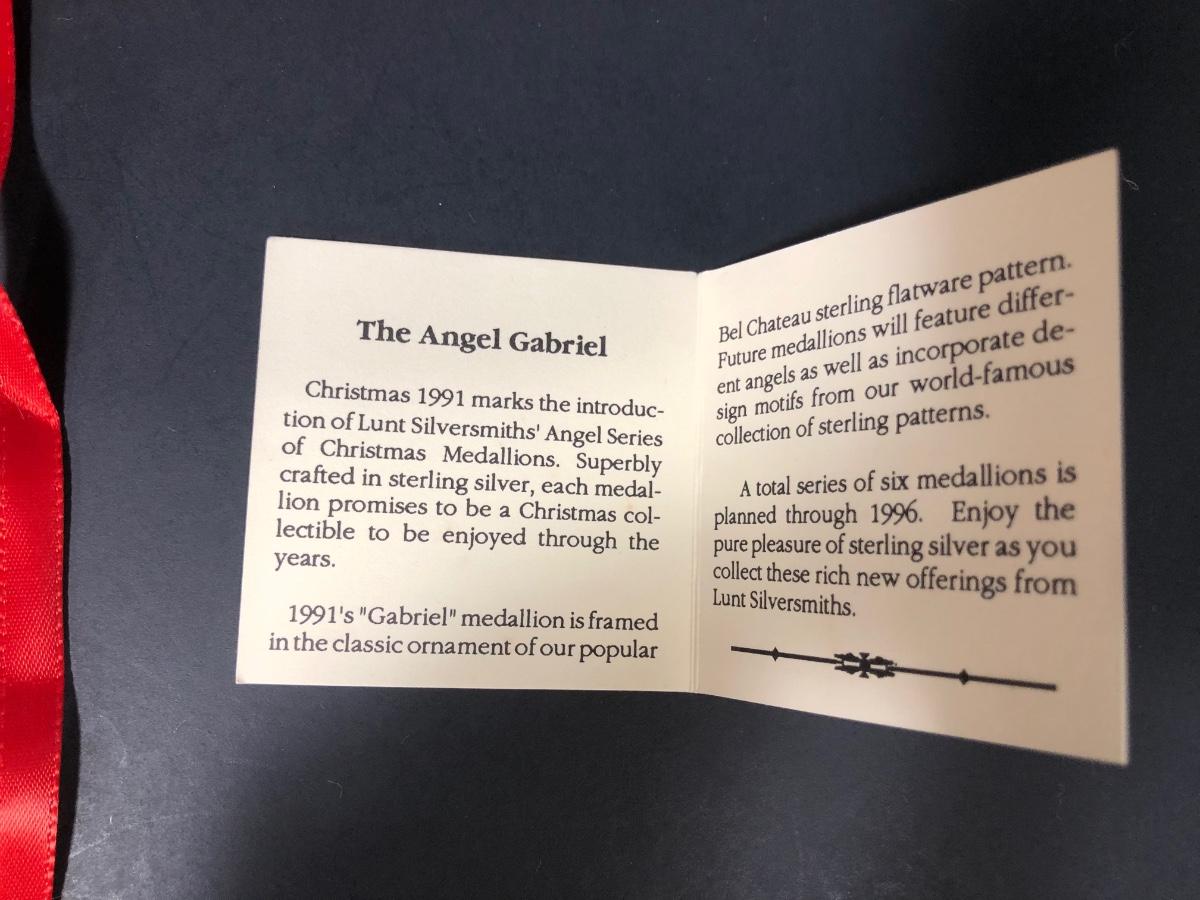 The Angel Gabriel
Christmas 1991 marks the introduc-
tion of Lunt Silversmiths' Angel Series
of Christmas Medallions. Superbly
crafted in sterling silver, each medal-
lion promises to be a Christmas col-
lectible to be enjoyed through the
years.
1991's "Gabriel" medallion is framed
in the classic ornament of our popular
Bel Chateau sterling flatware pattern.
Future medallions will feature differ-
ent angels as well as incorporate de-
sign motifs from our world-famous
collection of sterling patterns.
A total series of six medallions is
planned through 1996. Enjoy the
pure pleasure of sterling silver as you
collect these rich new offerings from
Lunt Silversmiths.